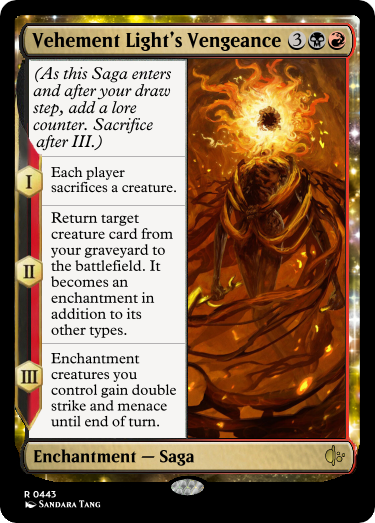 Vehement Light's Vengeance 3
(As this Saga enters
and after your draw
step, add a lore
counter. Sacrifice
after III.)
I
Each player
sacrifices a creature.
II
Return target
creature card from
your graveyard to
the battlefield. It
becomes an
enchantment in
addition to its
other types.
III
Enchantment
creatures you
control gain double
strike and menace
until end of turn.
Enchantment — Saga
R 0443
Sandara Tang